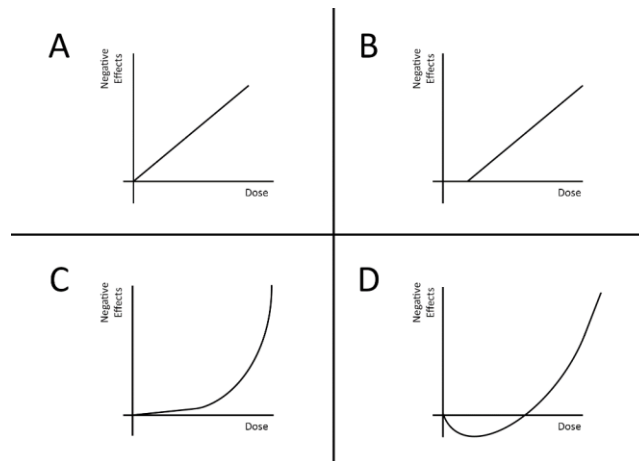 A
Negative
Effects
Dose
B
Negative
Effects
Dose
C
Negative
Effects
Dose
D
Negative
Effects
Dose